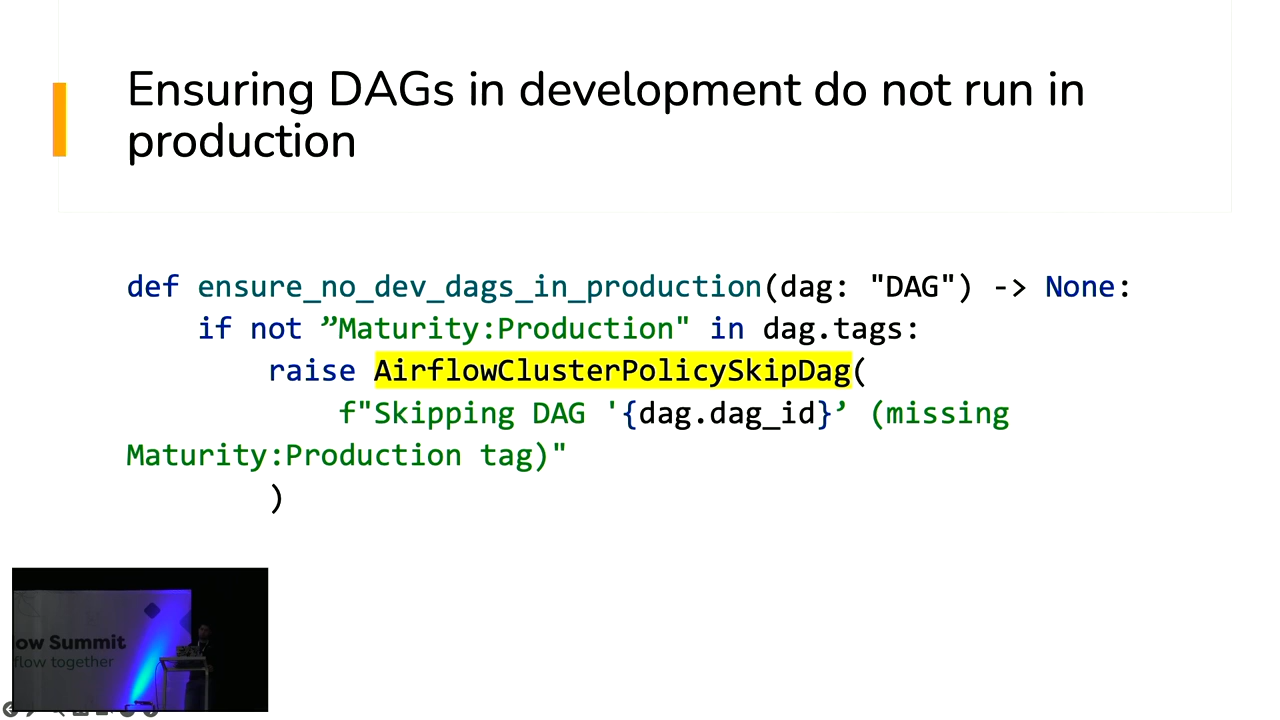 Ensuring DAGs in development do not run in
production
def ensure_no_dev_dags_in_production(dag: "DAG") -> None:
    if not ”Maturity:Production" in dag.tags:
        raise AirflowClusterPolicySkipDag(
            f"Skipping DAG '{dag.dag_id}’ (missing
Maturity:Production tag)"
        )
ow Summit
flow together